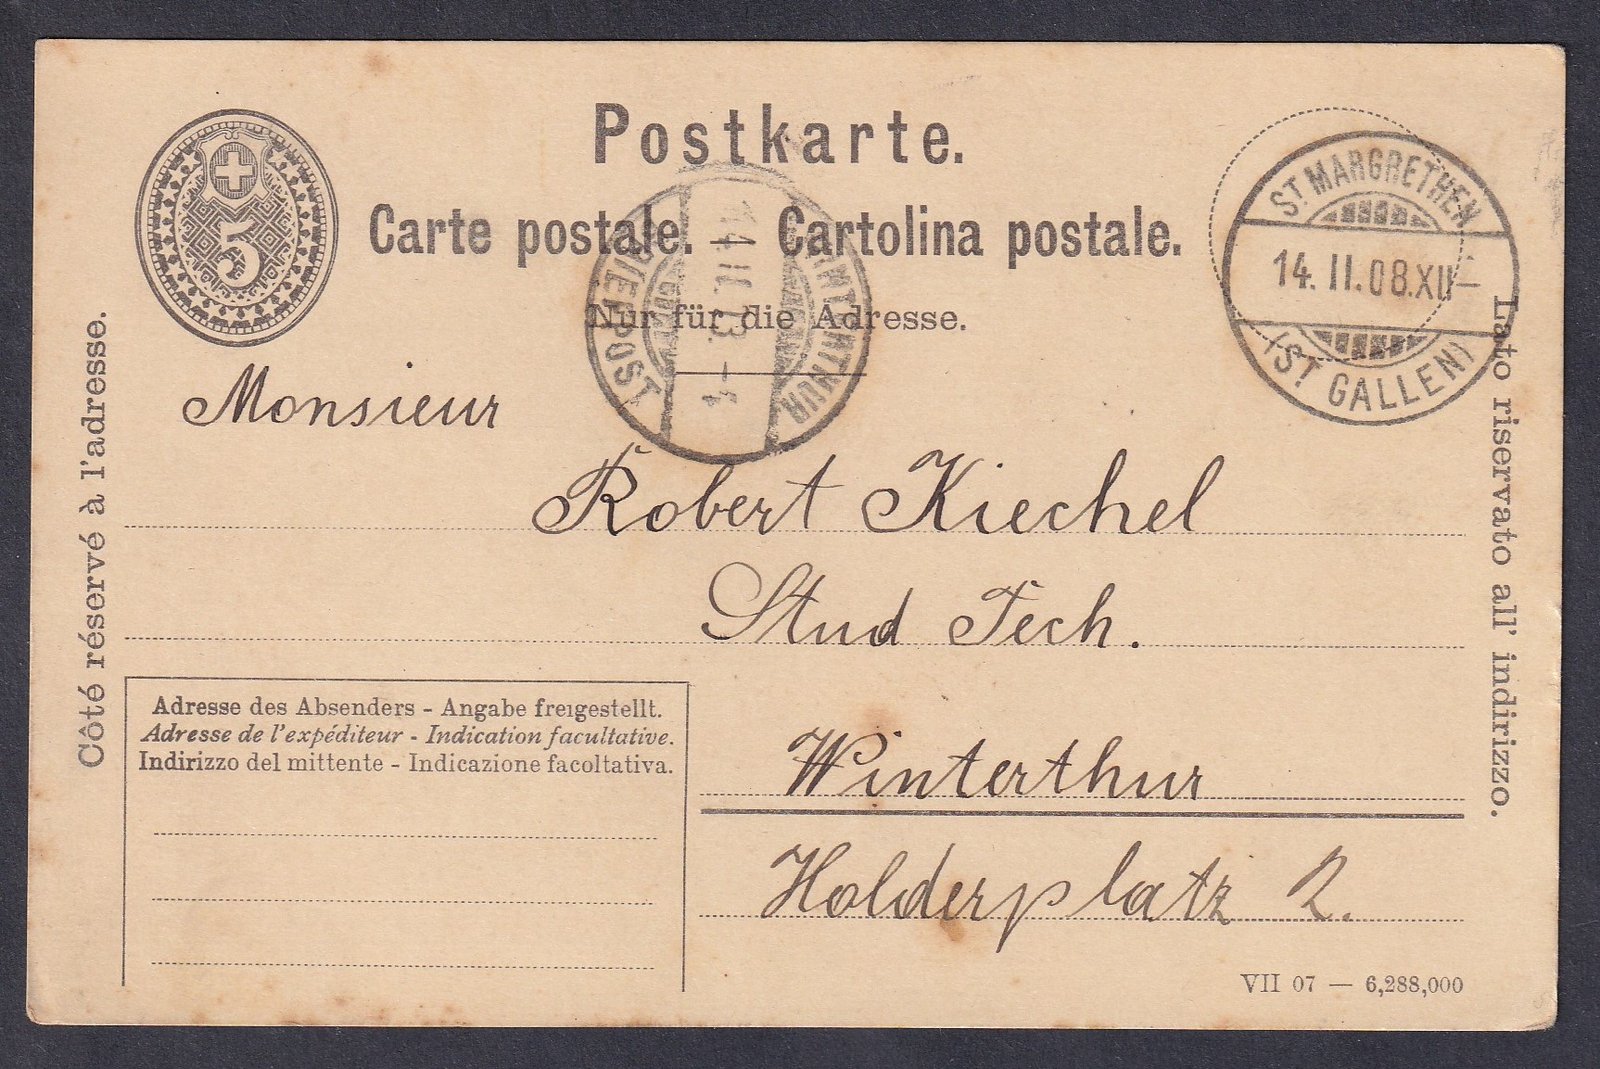 Postkarte.
Carte postale. Cartolina postale.
Nur für die Adresse.
5
ST. MARGRETHEN
14. II. 08. XII–
(ST. GALLEN)
WINTERTHUR
BRIEFPOST
Côté réservé à l'adresse.
Lato riservato all' indirizzo.
Monsieur
Robert Kiechel
Stud Tech.
Winterthur
Holderplatz 2.
Adresse des Absenders - Angabe freigestellt.
Adresse de l'expéditeur - Indication facultative.
Indirizzo del mittente - Indicazione facoltativa.
VII 07 — 6,288,000